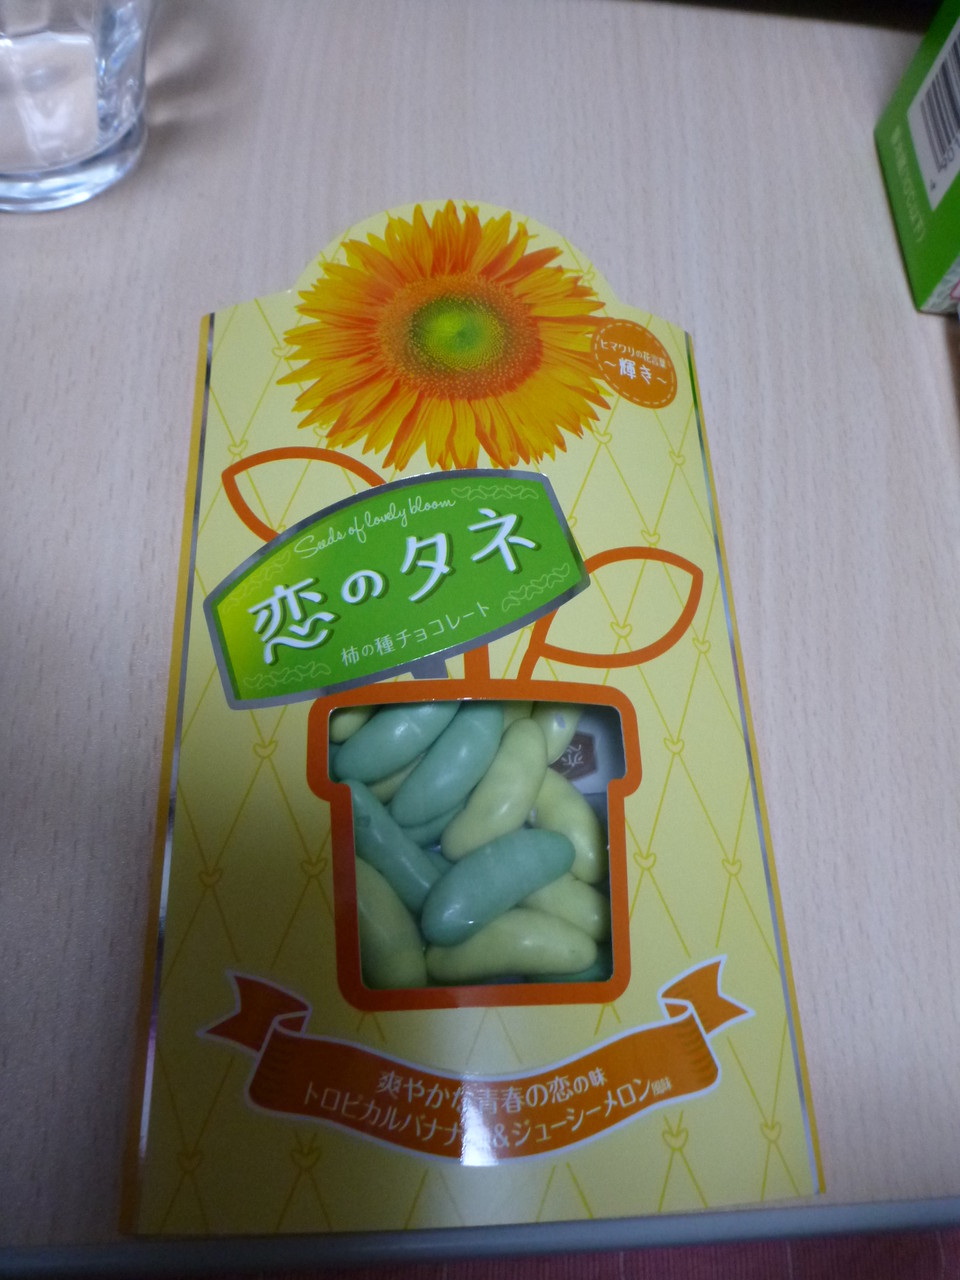 ヒマワリの花言葉
~輝き~
Seeds of lovely bloom
恋のタネ
柿の種チョコレート
恋
爽やかな青春の恋の味
トロピカルバナナ & ジューシーメロン風味